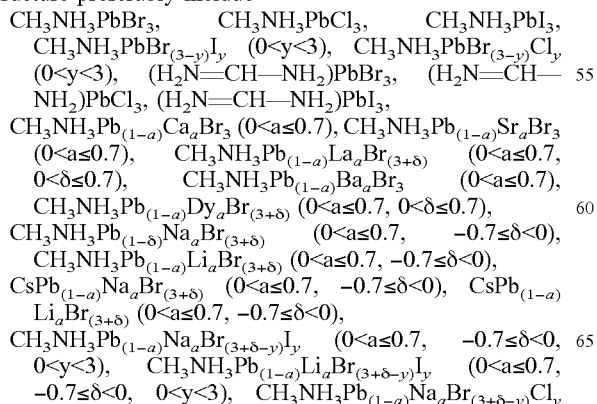 CH₃NH₃PbBr₃, CH₃NH₃PbCl₃, CH₃NH₃PbI₃,
CH₃NH₃PbBr₍₃₋y₎Iy (0<y<3), CH₃NH₃PbBr₍₃₋y₎Cly
(0<y<3), (H₂N═CH—NH₂)PbBr₃, (H₂N═CH— 55
NH₂)PbCl₃, (H₂N═CH—NH₂)PbI₃,
CH₃NH₃Pb₍₁₋a₎CaₐBr₃ (0<a≤0.7), CH₃NH₃Pb₍₁₋a₎SrₐBr₃
(0<a≤0.7), CH₃NH₃Pb₍₁₋a₎LaₐBr₍₃₊δ₎ (0<a≤0.7,
0<δ≤0.7), CH₃NH₃Pb₍₁₋a₎BaₐBr₃ (0<a≤0.7),
CH₃NH₃Pb₍₁₋a₎DyₐBr₍₃₊δ₎ (0<a≤0.7, 0<δ≤0.7), 60
CH₃NH₃Pb₍₁₋δ₎NaₐBr₍₃₊δ₎ (0<a≤0.7, -0.7≤δ<0),
CH₃NH₃Pb₍₁₋a₎LiₐBr₍₃₊δ₎ (0<a≤0.7, -0.7≤δ<0),
CsPb₍₁₋a₎NaₐBr₍₃₊δ₎ (0<a≤0.7, -0.7≤δ<0), CsPb₍₁₋a₎
LiₐBr₍₃₊δ₎ (0<a≤0.7, -0.7≤δ<0),
CH₃NH₃Pb₍₁₋a₎NaₐBr₍₃₊δ₋y₎Iy (0<a≤0.7, -0.7≤δ<0, 65
0<y<3), CH₃NH₃Pb₍₁₋a₎LiₐBr₍₃₊δ₋y₎Iy (0<a≤0.7,
-0.7≤δ<0, 0<y<3), CH₃NH₃Pb₍₁₋a₎NaₐBr₍₃₊δ₋y₎Cly